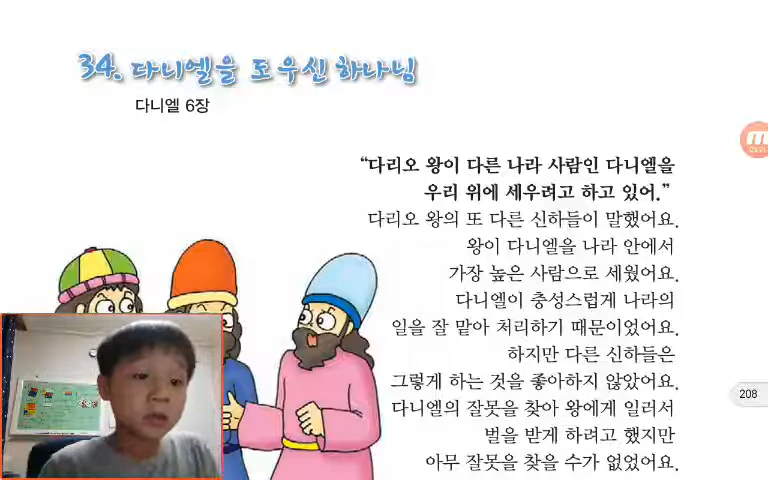 34. 다니엘을 도우신 하나님
다니엘 6장
“다리오 왕이 다른 나라 사람인 다니엘을
우리 위에 세우려고 하고 있어.”
다리오 왕의 또 다른 신하들이 말했어요.
왕이 다니엘을 나라 안에서
가장 높은 사람으로 세웠어요.
다니엘이 충성스럽게 나라의
일을 잘 맡아 처리하기 때문이었어요.
하지만 다른 신하들은
그렇게 하는 것을 좋아하지 않았어요.
다니엘의 잘못을 찾아 왕에게 일러서
벌을 받게 하려고 했지만
아무 잘못을 찾을 수가 없었어요.
208